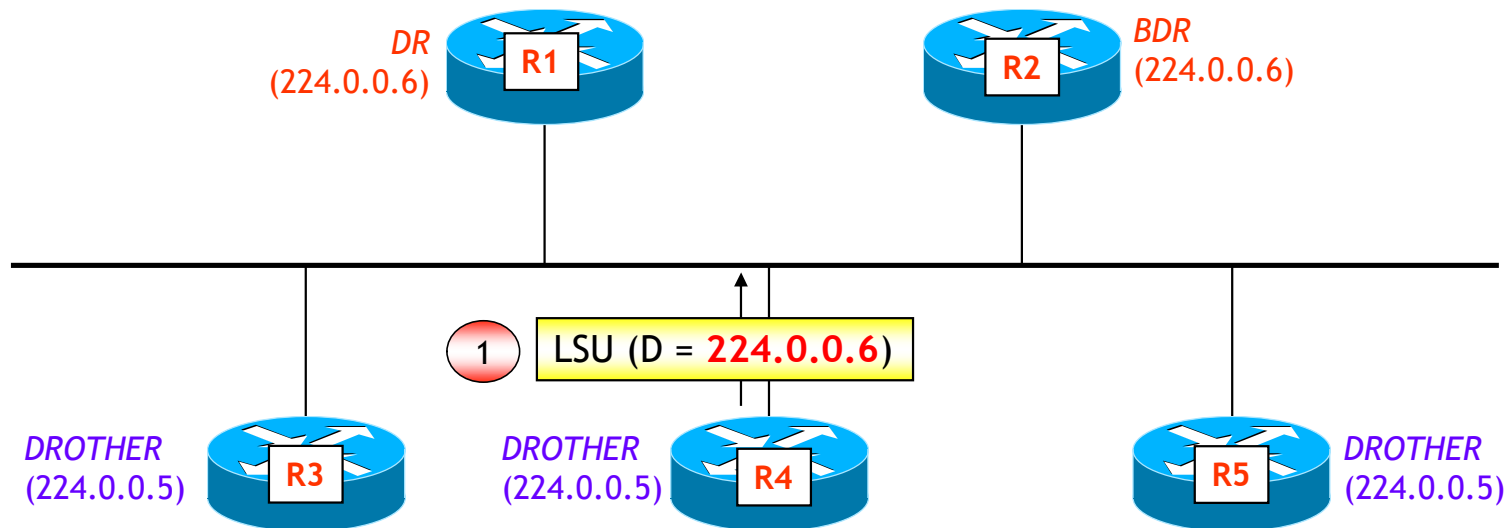 DR
(224.0.0.6)
R1
R2
BDR
(224.0.0.6)
1
LSU (D = 224.0.0.6)
DROTHER
(224.0.0.5)
R3
DROTHER
(224.0.0.5)
R4
R5
DROTHER
(224.0.0.5)